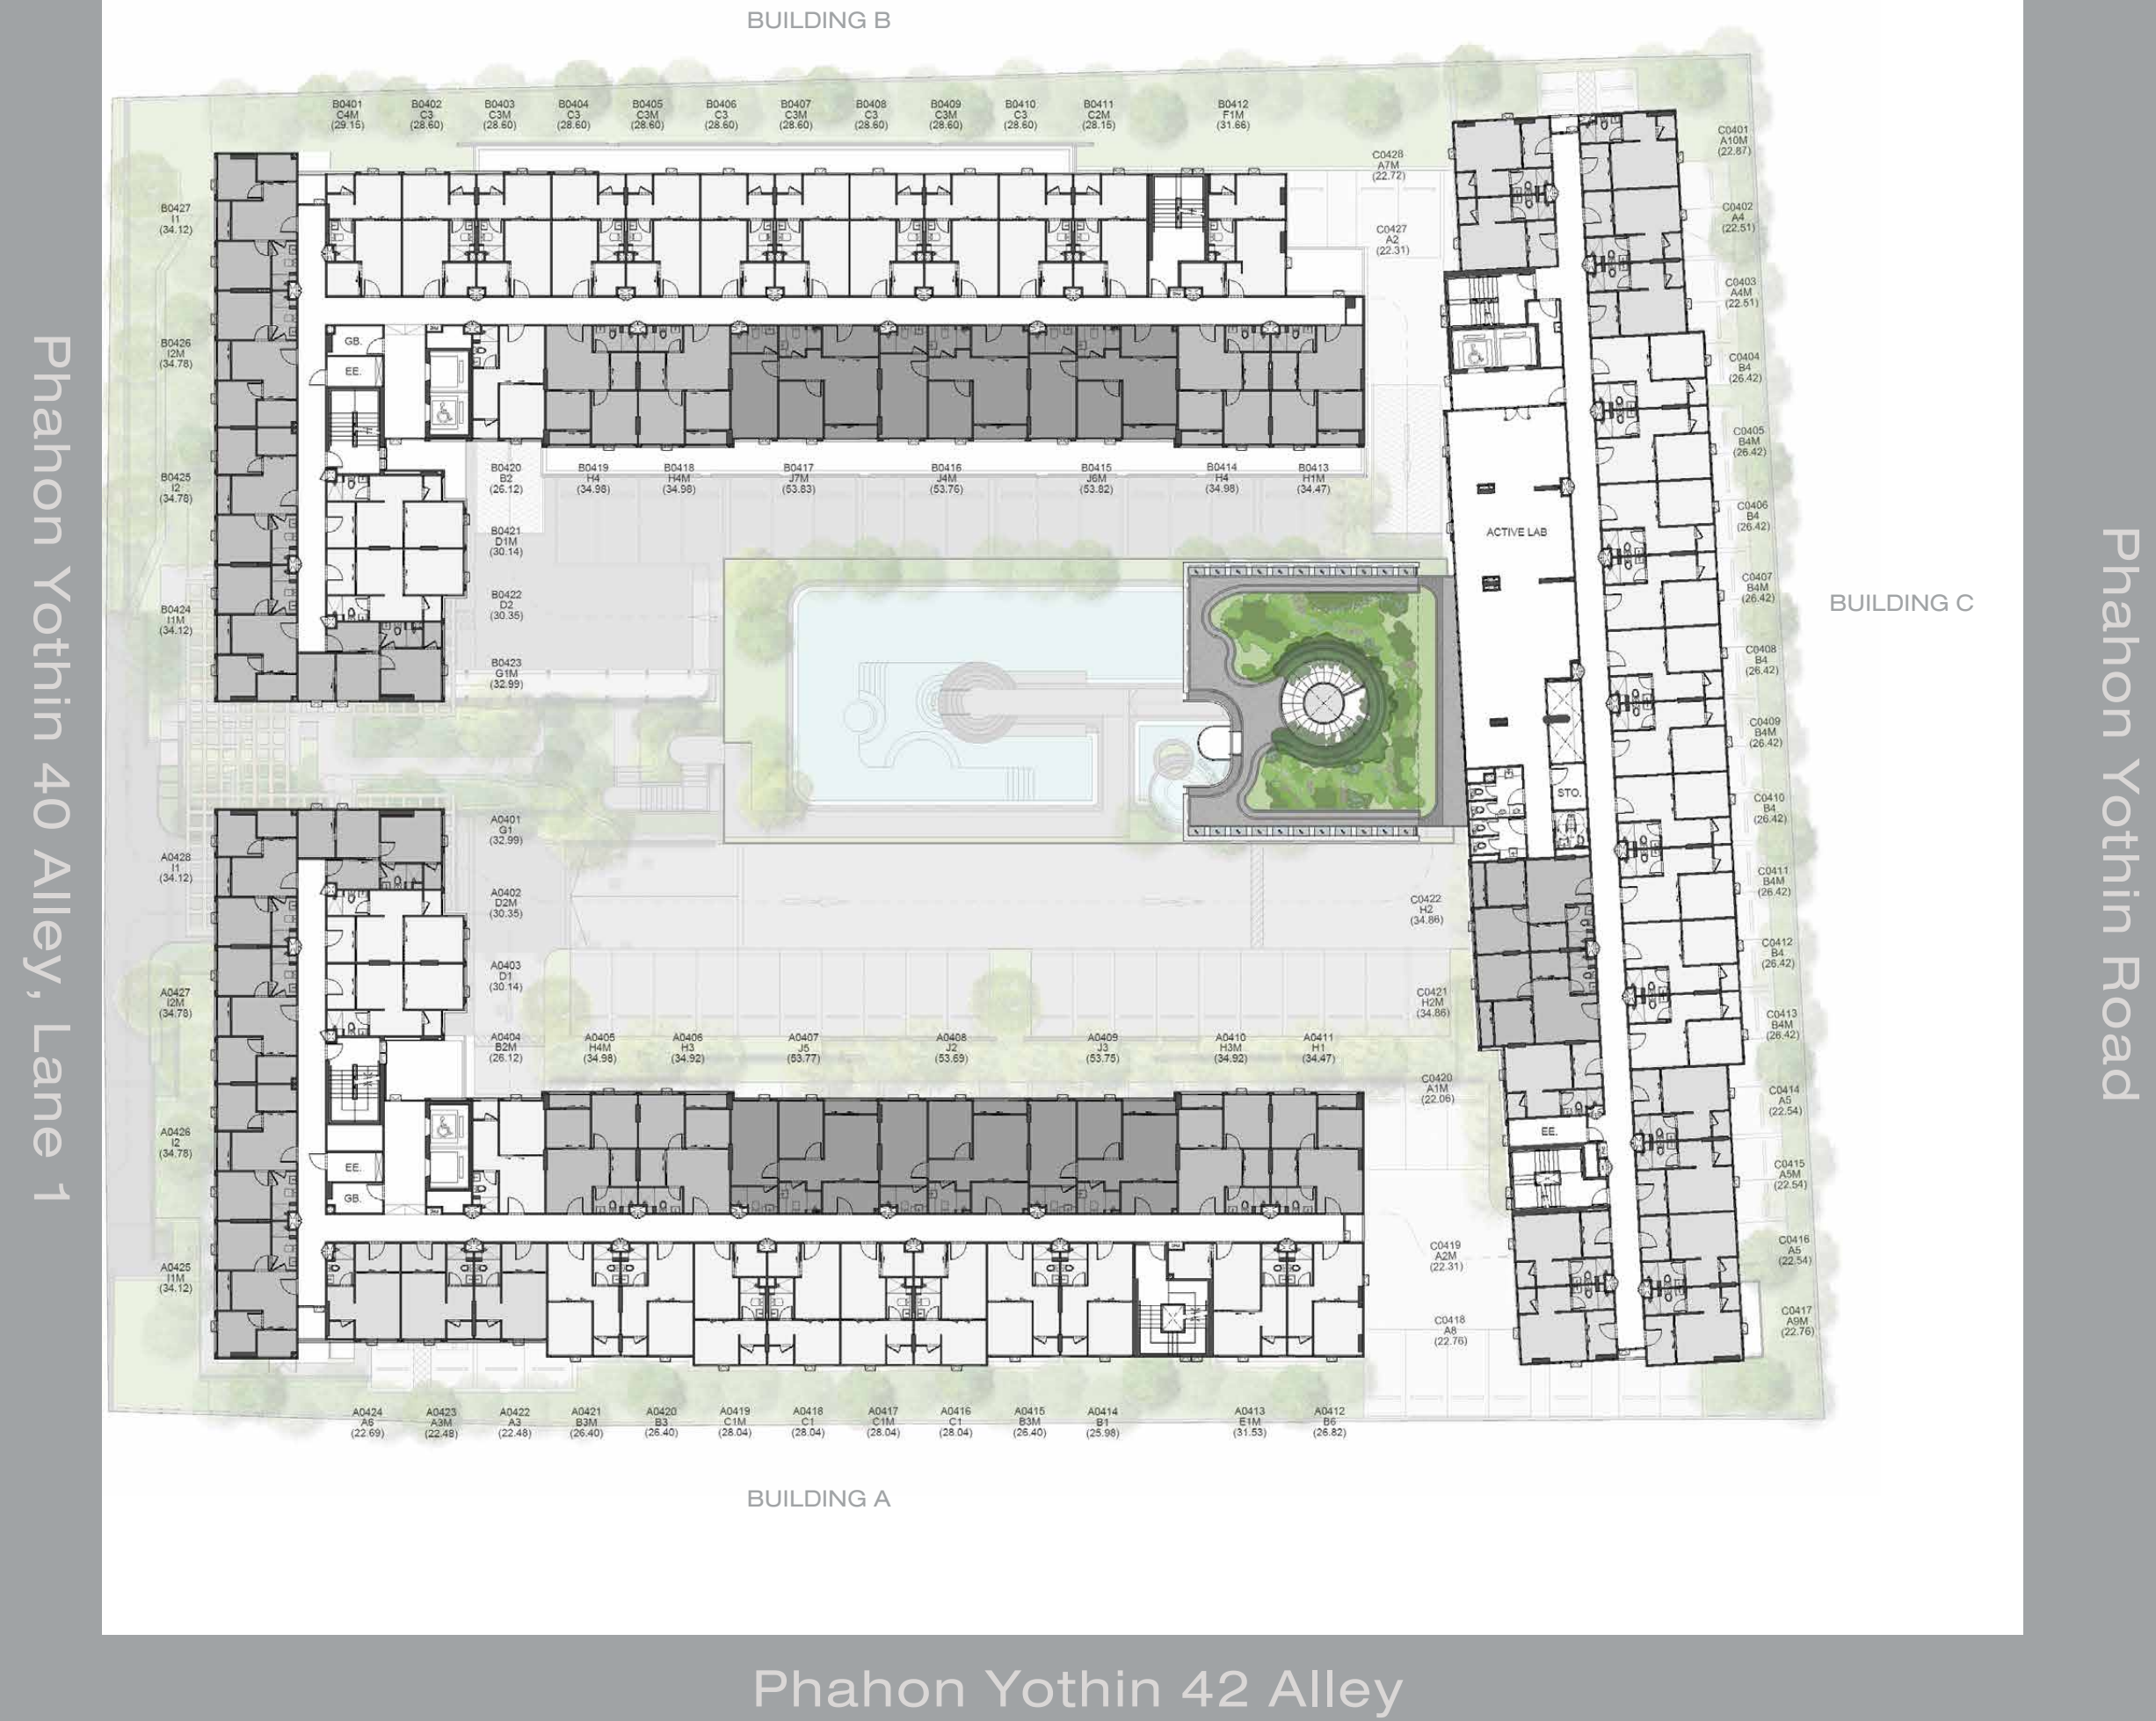 BUILDING B
B0401
C4M
(29.15)
B0402
C3
(28.60)
B0403
C3M
(28.60)
B0404
C3
(28.60)
B0405
C3M
(28.60)
B0406
C3
(28.60)
B0407
C3M
(28.60)
B0408
C3
(28.60)
B0409
C3M
(28.60)
B0410
C3
(28.60)
B0411
C2M
(28.15)
B0412
F1M
(31.66)
B0427
I1
(34.12)
B0426
I2M
(34.78)
B0425
I2
(34.78)
B0424
I1M
(34.12)
GB.
EE.
B0420
B2
(26.12)
B0419
H4
(34.98)
B0418
H4M
(34.98)
B0417
J7M
(53.83)
B0416
J4M
(53.76)
B0415
J6M
(53.82)
B0414
H4
(34.98)
B0413
H1M
(34.47)
B0421
D1M
(30.14)
B0422
D2
(30.35)
B0423
G1M
(32.99)
C0428
A7M
(22.72)
C0427
A2
(22.31)
C0401
A10M
(22.87)
C0402
A4
(22.51)
C0403
A4M
(22.51)
C0404
B4
(26.42)
C0405
B4M
(26.42)
C0406
B4
(26.42)
C0407
B4M
(26.42)
C0408
B4
(26.42)
C0409
B4M
(26.42)
C0410
B4
(26.42)
C0411
B4M
(26.42)
C0412
B4
(26.42)
C0413
B4M
(26.42)
C0414
A5
(22.54)
C0415
A5M
(22.54)
C0416
A5
(22.54)
C0417
A9M
(22.76)
ACTIVE LAB
STO.
EE.
BUILDING C
C0422
H2
(34.86)
C0421
H2M
(34.86)
C0420
A1M
(22.06)
C0419
A2M
(22.31)
C0418
A8
(22.76)
A0401
G1
(32.99)
A0402
D2M
(30.35)
A0403
D1
(30.14)
A0404
B2M
(26.12)
A0405
H4M
(34.98)
A0406
H3
(34.92)
A0407
J5
(53.77)
A0408
J2
(53.69)
A0409
J3
(53.75)
A0410
H3M
(34.92)
A0411
H1
(34.47)
A0428
I1
(34.12)
A0427
I2M
(34.78)
A0426
I2
(34.78)
A0425
I1M
(34.12)
EE.
GB.
A0424
A6
(22.69)
A0423
A3M
(22.48)
A0422
A3
(22.48)
A0421
B3M
(26.40)
A0420
B3
(26.40)
A0419
C1M
(28.04)
A0418
C1
(28.04)
A0417
C1M
(28.04)
A0416
C1
(28.04)
A0415
B3M
(26.40)
A0414
B1
(25.98)
A0413
E1M
(31.53)
A0412
B6
(26.82)
BUILDING A
Phahon Yothin 40 Alley, Lane 1
Phahon Yothin Road
Phahon Yothin 42 Alley